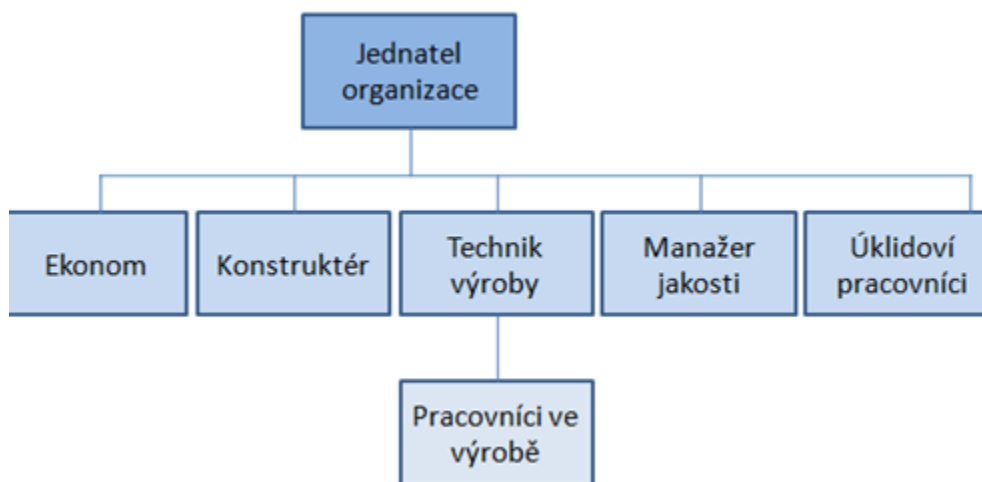 Jednatel
organizace
Ekonom
Konstruktér
Technik
výroby
Manažer
jakosti
Úklidoví
pracovníci
Pracovníci ve
výrobě